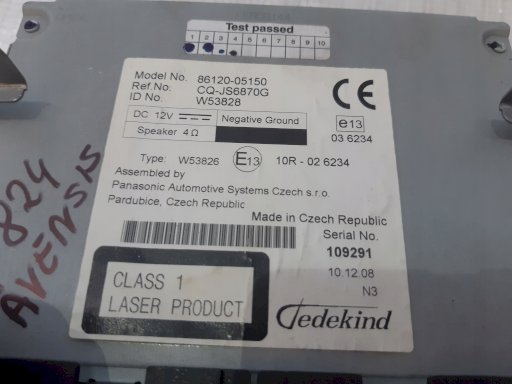 Test passed
1 2 3 4 5 6 7 8 9 10
Model No. 86120-05150
Ref.No. CQ-JS6870G
ID No. W53828
CE
DC 12V
Negative Ground
Speaker 4Ω
e13
03 6234
Type: W53826 E13 10R - 02 6234
Assembled by
Panasonic Automotive Systems Czech s.r.o.
Pardubice, Czech Republic
Made in Czech Republic
Serial No.
109291
10.12.08
N3
CLASS 1
LASER PRODUCT
Jedekind
824
AVENSIS